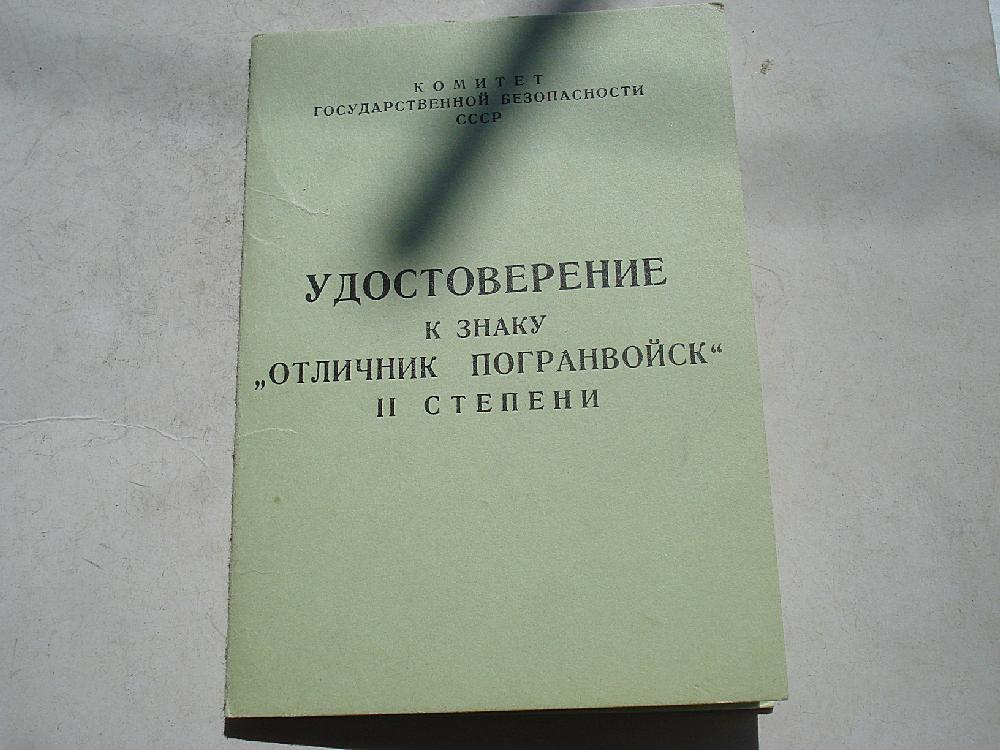 КОМИТЕТ
ГОСУДАРСТВЕННОЙ БЕЗОПАСНОСТИ
СССР
УДОСТОВЕРЕНИЕ
К ЗНАКУ
„ОТЛИЧНИК ПОГРАНВОЙСК“
II СТЕПЕНИ